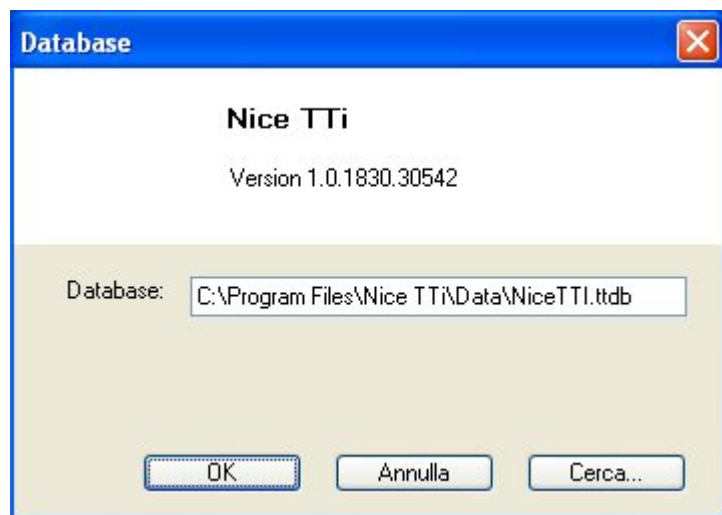 Database
Nice TTi
Version 1.0.1830.30542
Database: C:\Program Files\Nice TTi\Data\NiceTTI.ttdb
OK Annulla Cerca...